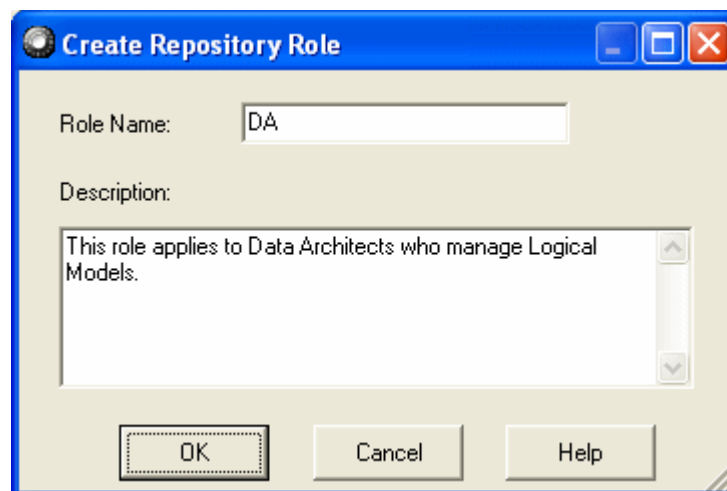 Create Repository Role
Role Name: DA
Description:
This role applies to Data Architects who manage Logical
Models.
OK Cancel Help